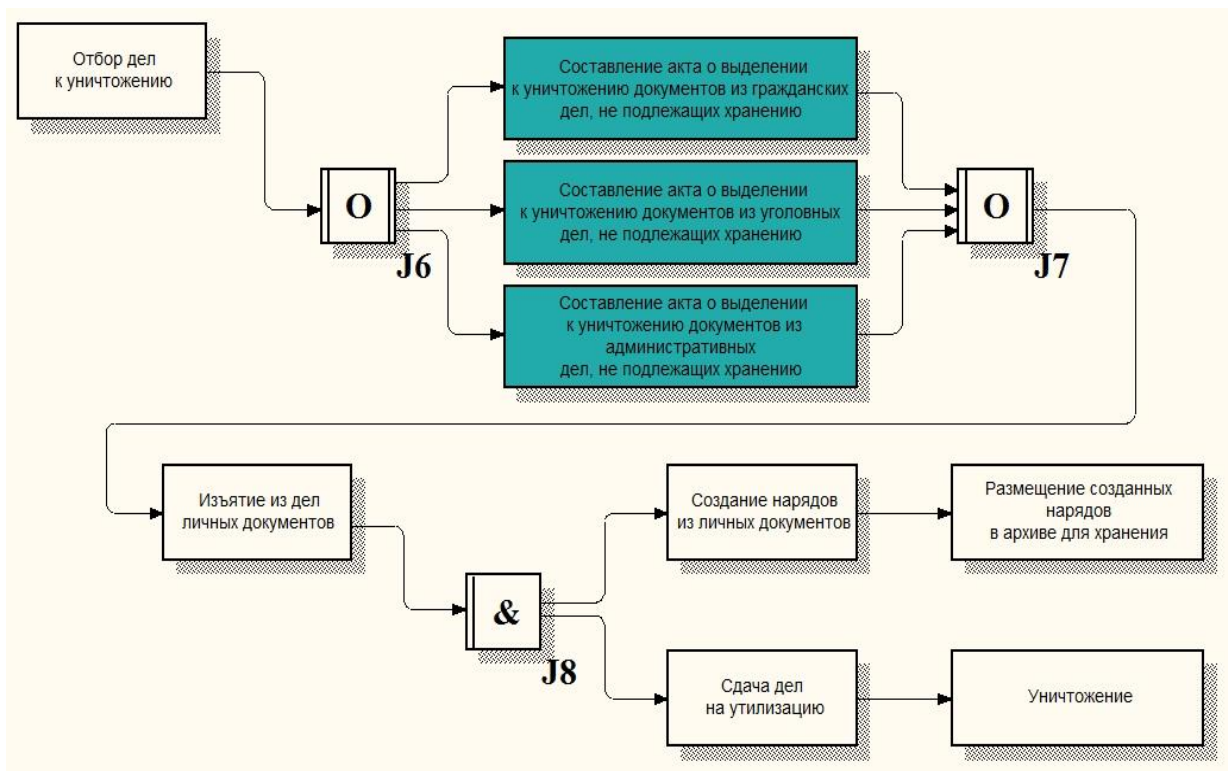 Отбор дел
к уничтожению
Составление акта о выделении
к уничтожению документов из гражданских
дел, не подлежащих хранению
O
J6
Составление акта о выделении
к уничтожению документов из уголовных
дел, не подлежащих хранению
O
J7
Составление акта о выделении
к уничтожению документов из
административных
дел, не подлежащих хранению
Изъятие из дел
личных документов
Создание нарядов
из личных документов
Размещение созданных
нарядов
в архиве для хранения
&
J8
Сдача дел
на утилизацию
Уничтожение